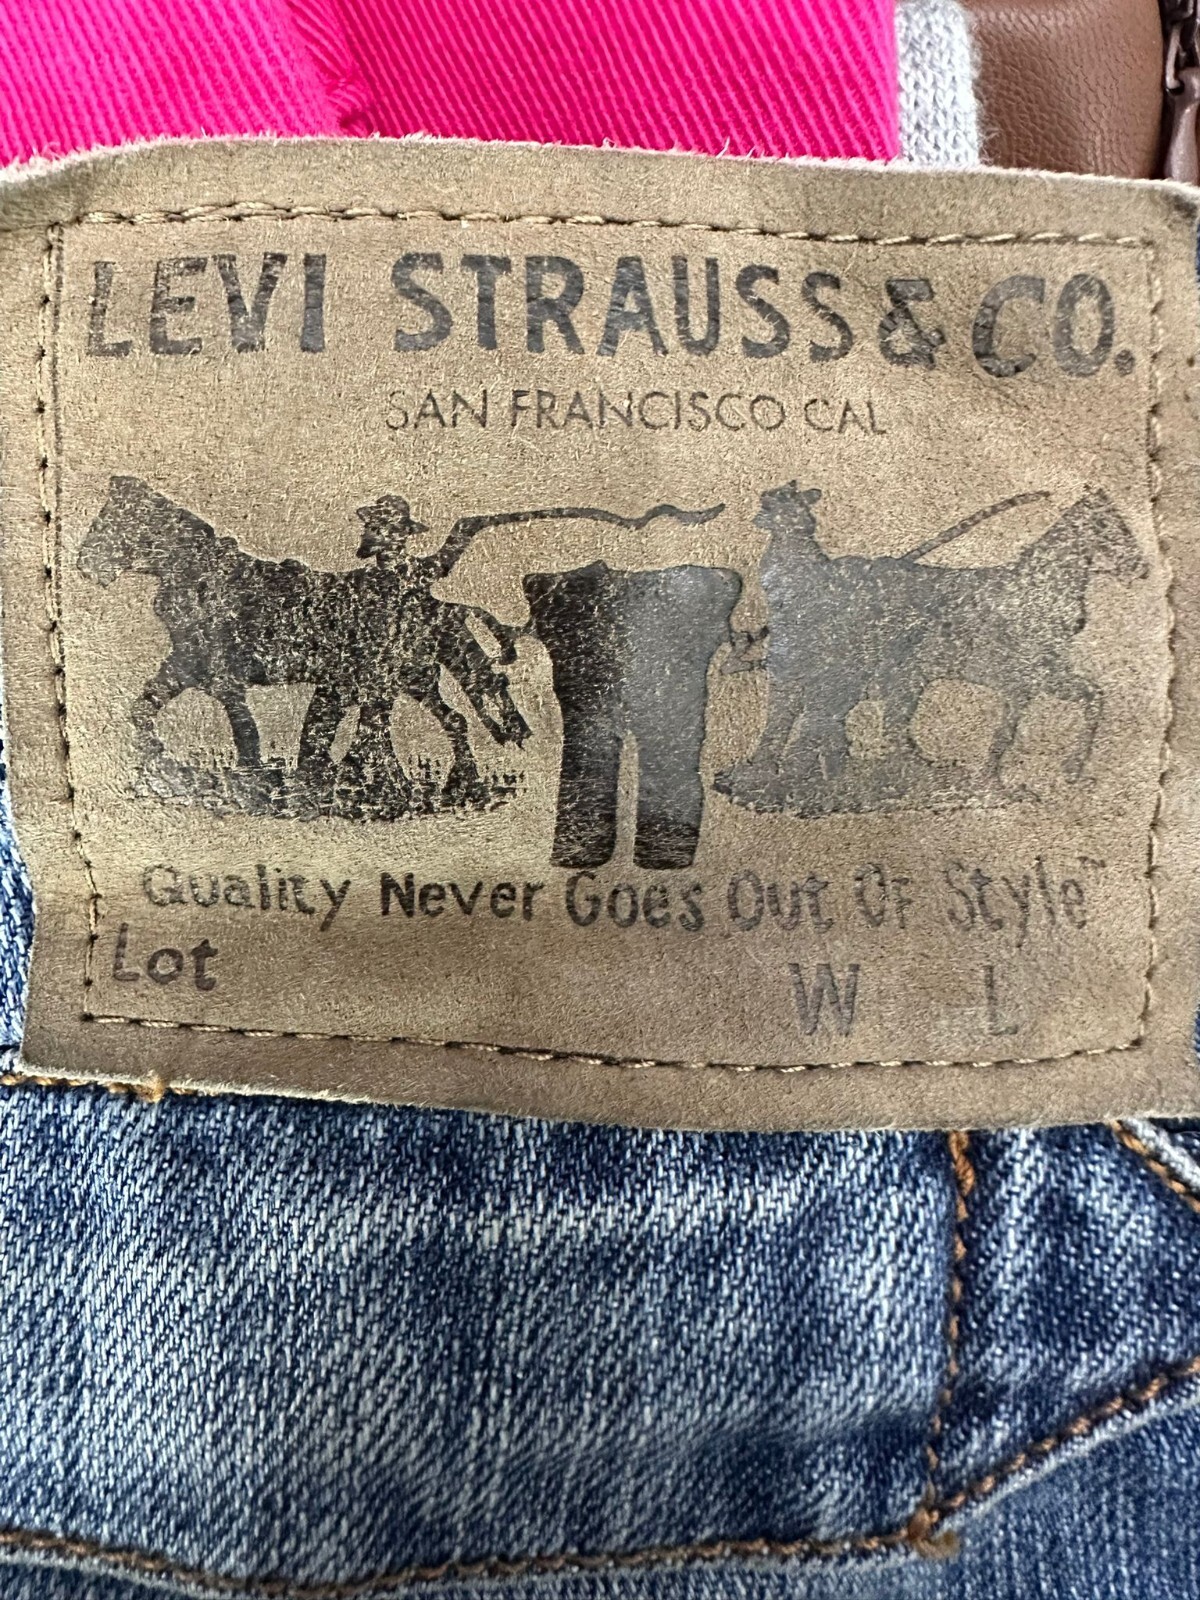 LEVI STRAUSS & CO.
SAN FRANCISCO CAL
Quality Never Goes Out Of Style™
Lot W L